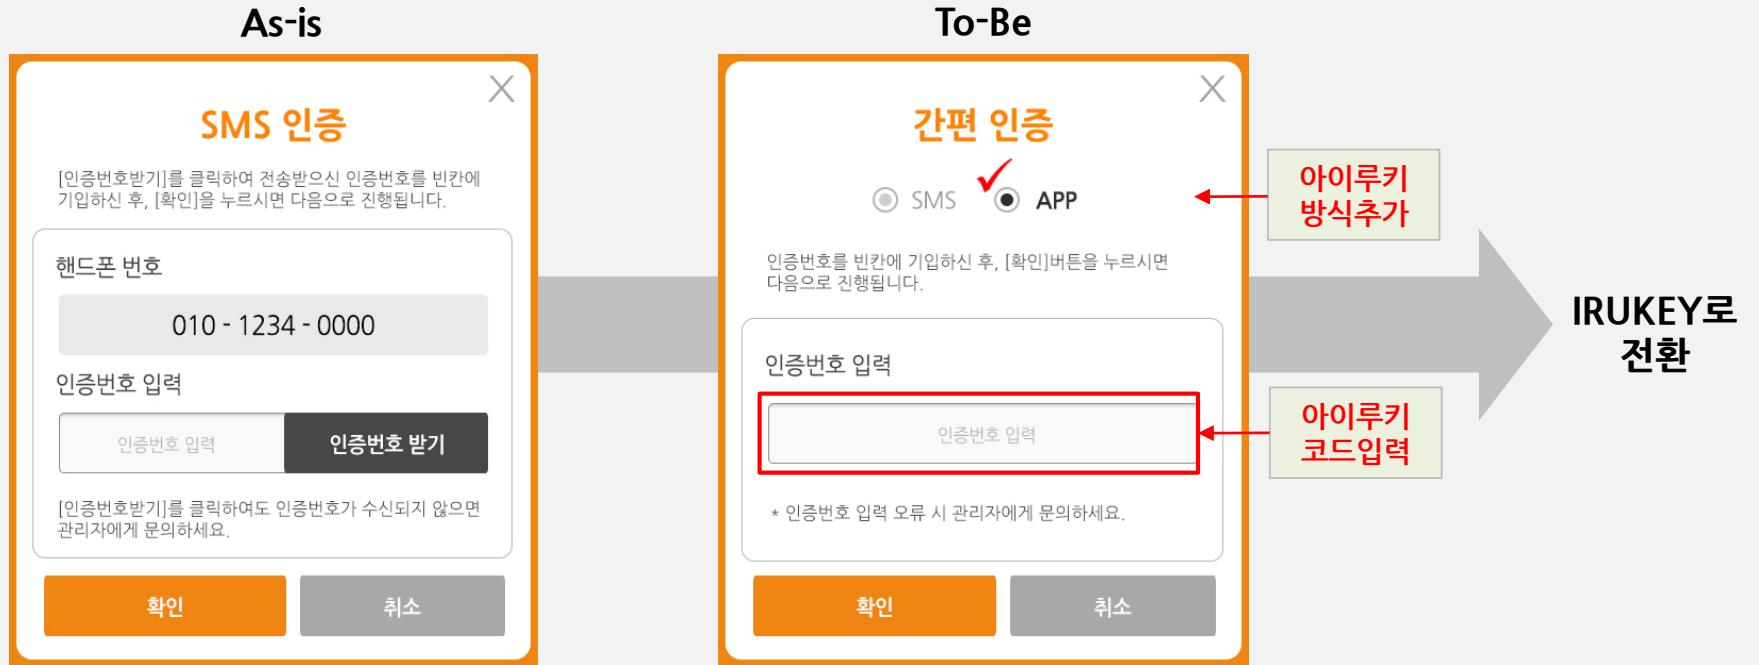 As-is
X
SMS 인증
[인증번호받기]를 클릭하여 전송받으신 인증번호를 빈칸에
기입하신 후, [확인]을 누르시면 다음으로 진행됩니다.
핸드폰 번호
010 - 1234 - 0000
인증번호 입력
인증번호 입력
인증번호 받기
[인증번호받기]를 클릭하여도 인증번호가 수신되지 않으면
관리자에게 문의하세요.
확인
취소
To-Be
X
간편 인증
SMS
APP
인증번호를 빈칸에 기입하신 후, [확인]버튼을 누르시면
다음으로 진행됩니다.
인증번호 입력
인증번호 입력
* 인증번호 입력 오류 시 관리자에게 문의하세요.
확인
취소
아이루키
방식추가
아이루키
코드입력
IRUKEY로
전환